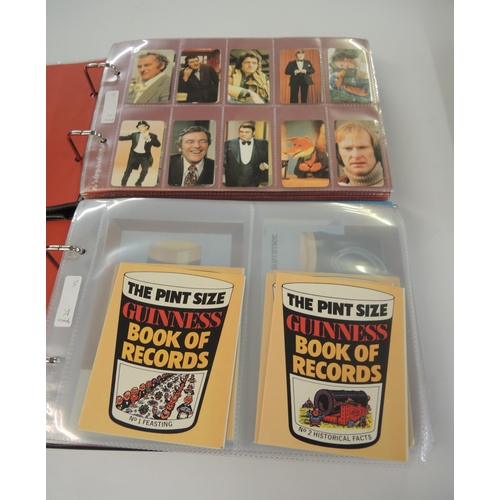 THE PINT SIZE
GUINNESS
BOOK OF
RECORDS
Nº 1 FEASTING
THE PINT SIZE
GUINNESS
BOOK OF
RECORDS
Nº 2 HISTORICAL FACTS